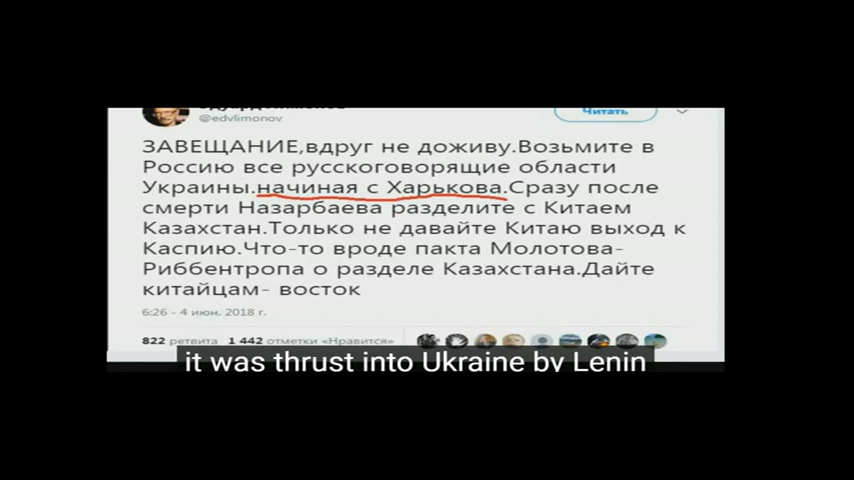 @edvlimonov
Читать
ЗАВЕЩАНИЕ,вдруг не доживу.Возьмите в
Россию все русскоговорящие области
Украины.начиная с Харькова.Сразу после
смерти Назарбаева разделите с Китаем
Казахстан.Только не давайте Китаю выход к
Каспию.Что-то вроде пакта Молотова-
Риббентропа о разделе Казахстана.Дайте
китайцам- восток
6:26 - 4 июн. 2018 г.
822 ретвита 1 442 отметки «Нравится»
it was thrust into Ukraine by Lenin